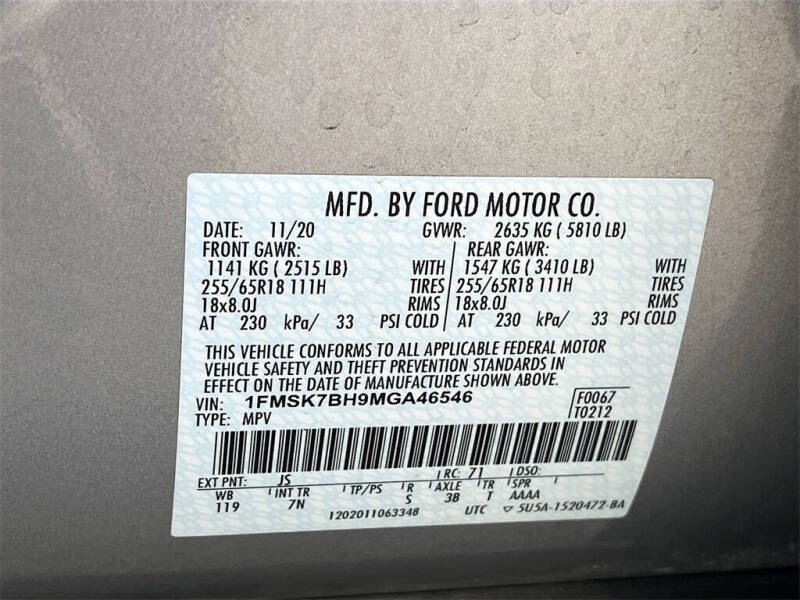 MFD. BY FORD MOTOR CO.
DATE: 11/20 GVWR: 2635 KG ( 5810 LB)
FRONT GAWR: REAR GAWR:
1141 KG ( 2515 LB) WITH 1547 KG ( 3410 LB) WITH
255/65R18 111H TIRES 255/65R18 111H TIRES
18x8.0J RIMS 18x8.0J RIMS
AT 230 kPa/ 33 PSI COLD AT 230 kPa/ 33 PSI COLD
THIS VEHICLE CONFORMS TO ALL APPLICABLE FEDERAL MOTOR
VEHICLE SAFETY AND THEFT PREVENTION STANDARDS IN
EFFECT ON THE DATE OF MANUFACTURE SHOWN ABOVE.
VIN: 1FMSK7BH9MGA46546 F0067
TYPE: MPV T0212
EXT PNT: JS RC: 71 DSO:
WB INT TR TP/PS R AXLE TR SPR
119 7N S 3B T AAAA
1202011063348 UTC ▽ 5U5A-1520472-BA